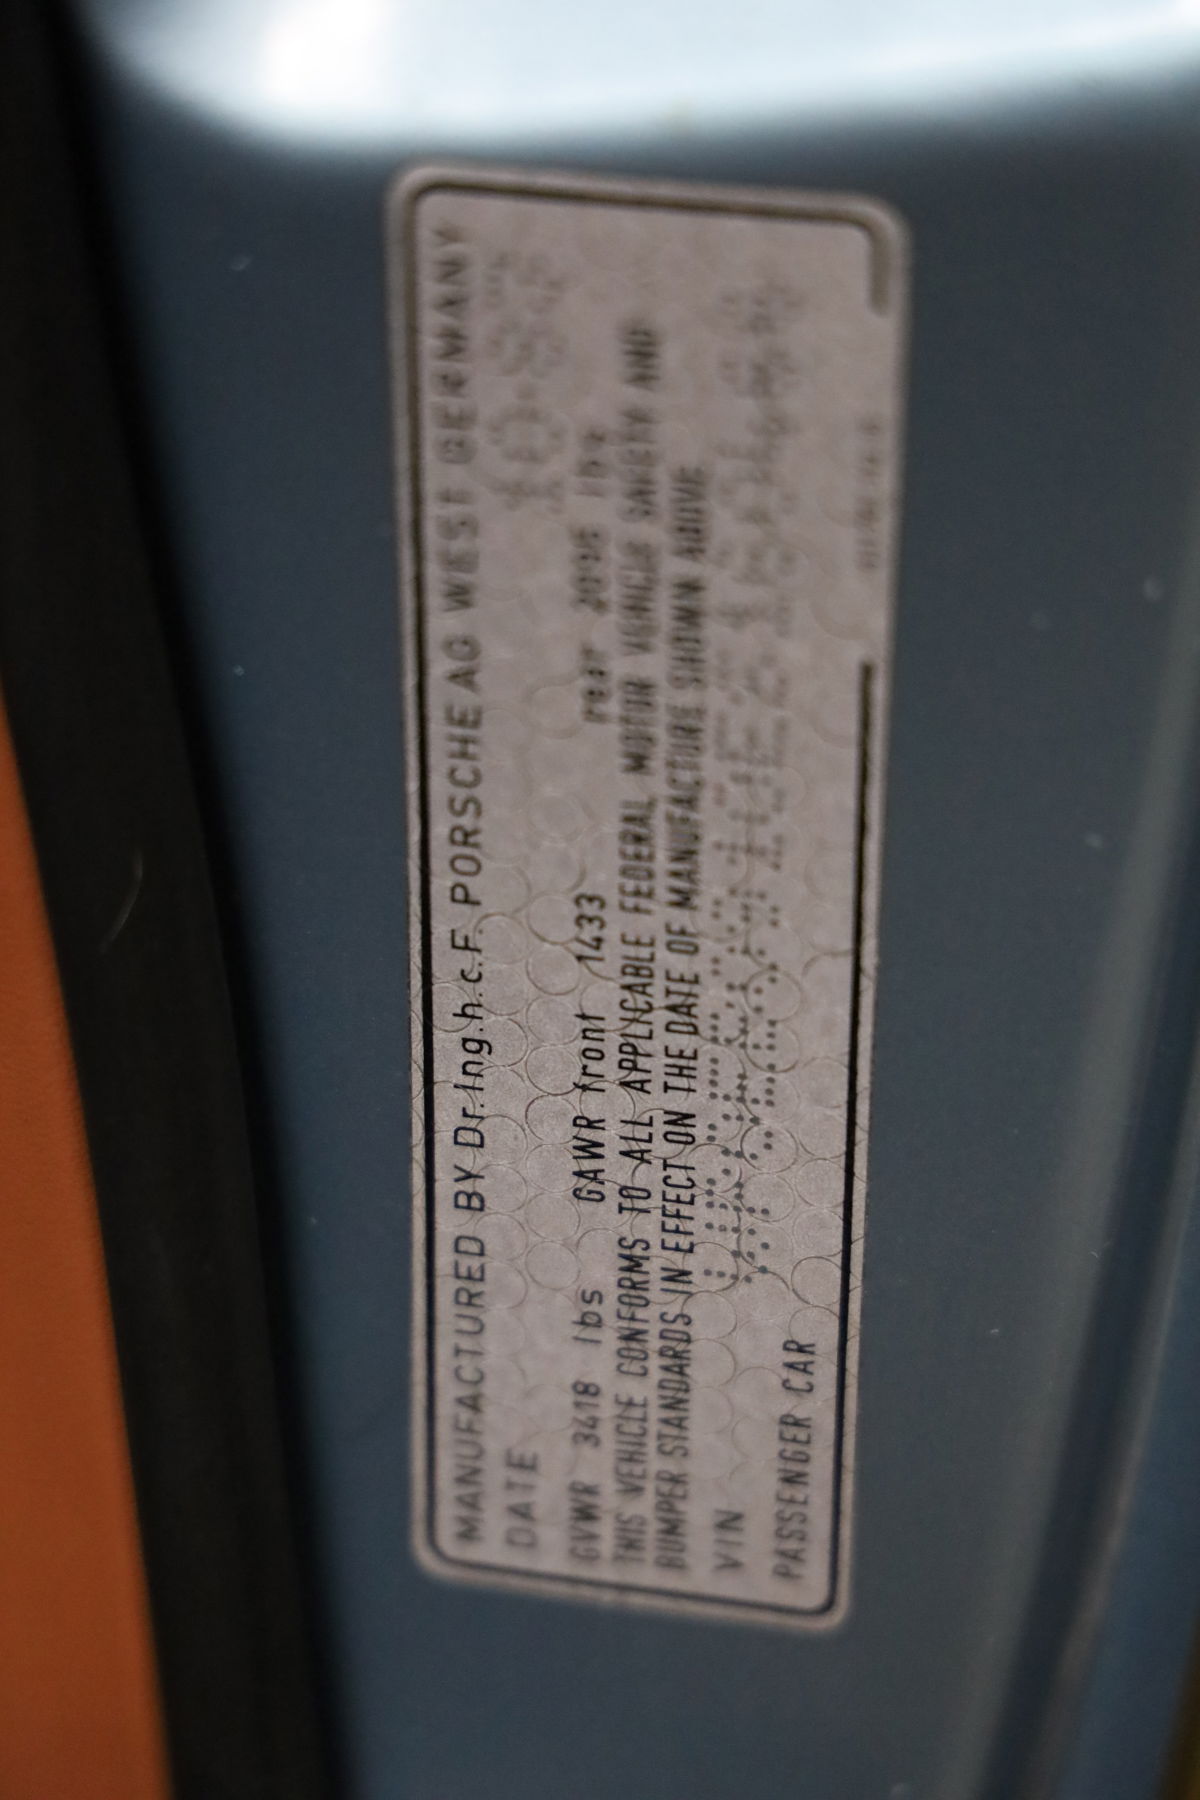 MANUFACTURED BY Dr.Ing.h.c.F. PORSCHE AG WEST GERMANY
DATE
GVWR 3418 lbs GAWR front 1433 rear 2095 lbs
THIS VEHICLE CONFORMS TO ALL APPLICABLE FEDERAL MOTOR VEHICLE SAFETY AND
BUMPER STANDARDS IN EFFECT ON THE DATE OF MANUFACTURE SHOWN ABOVE
VIN
PASSENGER CAR